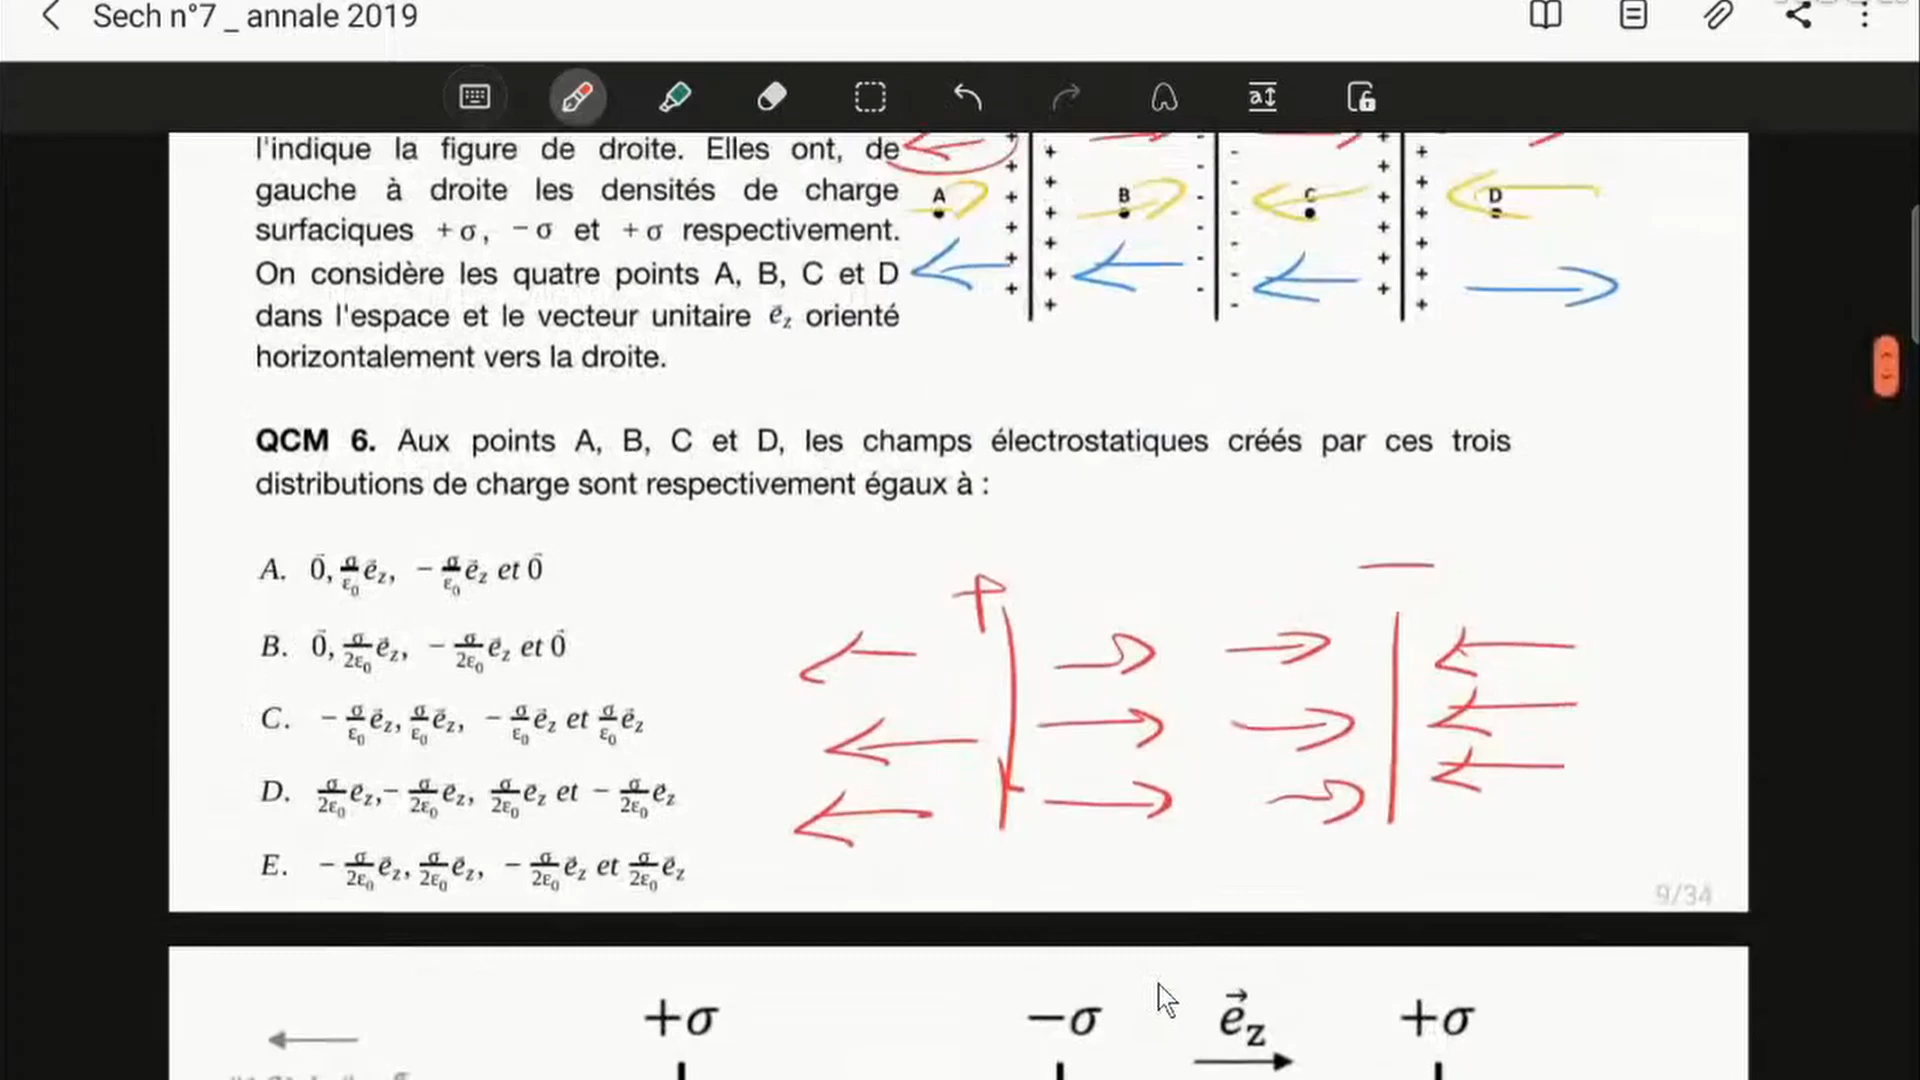 Sech n°7 _ annale 2019
l'indique la figure de droite. Elles ont, de
gauche à droite les densités de charge
surfaciques +σ, −σ et +σ respectivement.
On considère les quatre points A, B, C et D
dans l'espace et le vecteur unitaire e⃗z orienté
horizontalement vers la droite.
A B C D
QCM 6. Aux points A, B, C et D, les champs électrostatiques créés par ces trois
distributions de charge sont respectivement égaux à :
A. 0⃗, σ/ε0 e⃗z, − σ/ε0 e⃗z et 0⃗
B. 0⃗, σ/2ε0 e⃗z, − σ/2ε0 e⃗z et 0⃗
C. − σ/ε0 e⃗z, σ/ε0 e⃗z, − σ/ε0 e⃗z et σ/ε0 e⃗z
D. σ/2ε0 e⃗z,− σ/2ε0 e⃗z, σ/2ε0 e⃗z et − σ/2ε0 e⃗z
E. − σ/2ε0 e⃗z, σ/2ε0 e⃗z, − σ/2ε0 e⃗z et σ/2ε0 e⃗z
+ −
9/34
+σ −σ e⃗z +σ